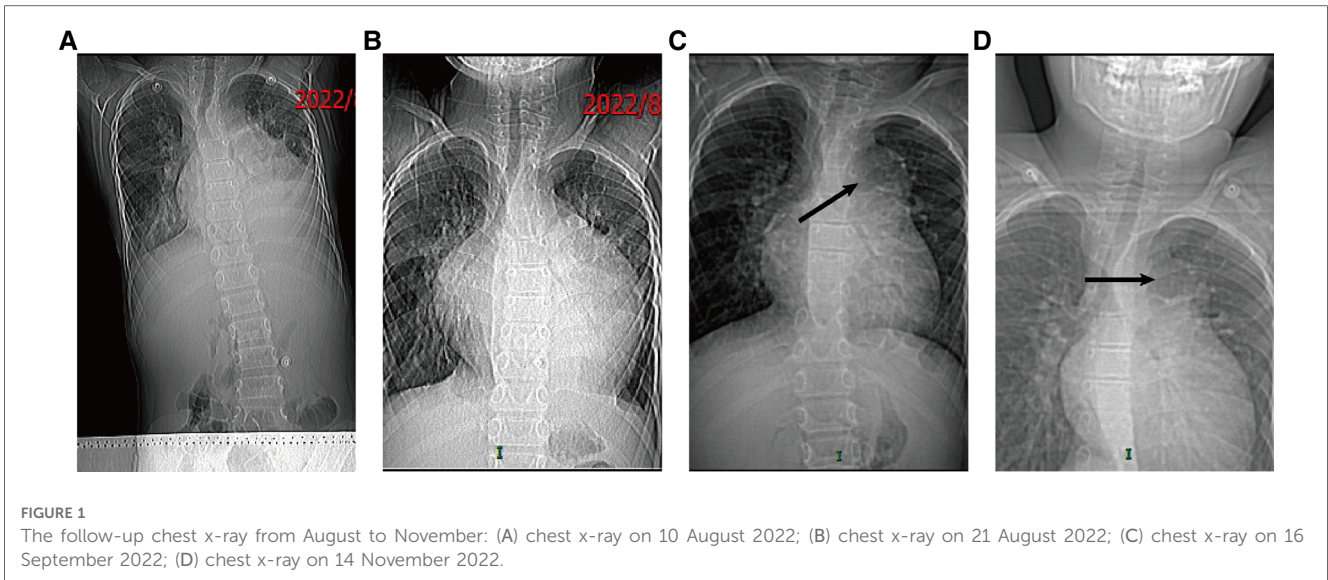 A B C D
2022/8
2022/8
I
I
I
FIGURE 1
The follow-up chest x-ray from August to November: (A) chest x-ray on 10 August 2022; (B) chest x-ray on 21 August 2022; (C) chest x-ray on 16
September 2022; (D) chest x-ray on 14 November 2022.